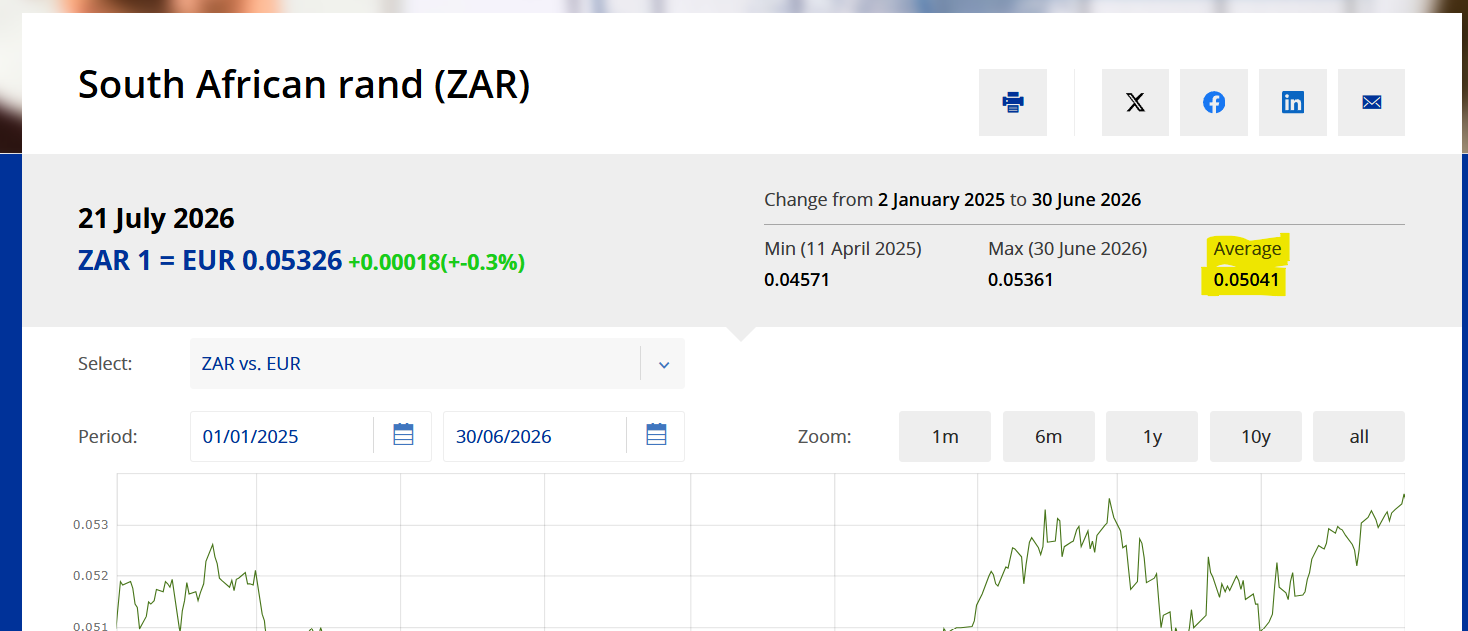 South African rand (ZAR)
21 July 2026
ZAR 1 = EUR 0.05326 +0.00018(+-0.3%)
Change from 2 January 2025 to 30 June 2026
Min (11 April 2025) Max (30 June 2026) Average
0.04571 0.05361 0.05041
Select: ZAR vs. EUR
Period: 01/01/2025 30/06/2026 Zoom: 1m 6m 1y 10y all
0.053
0.052
0.051